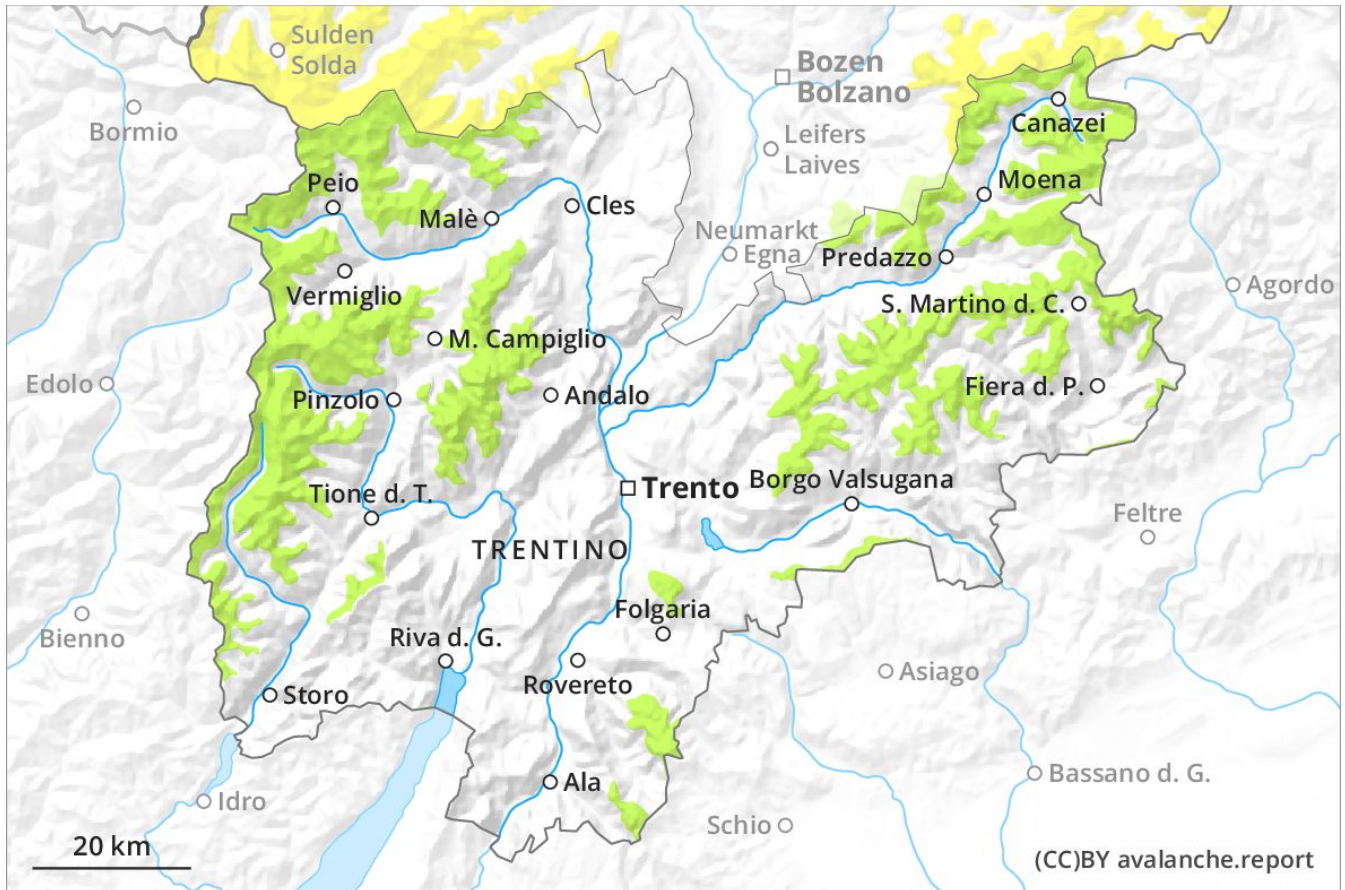 Sulden
Solda
Bozen
Bolzano
Bormio
Canazei
Leifers
Laives
Peio
Moena
Malè
Cles
Neumarkt
Egna
Predazzo
Vermiglio
S. Martino d. C.
Agordo
M. Campiglio
Edolo
Pinzolo
Andalo
Fiera d. P.
Tione d. T.
Trento
Borgo Valsugana
Feltre
TRENTINO
Bienno
Folgaria
Riva d. G.
Asiago
Storo
Rovereto
Idro
Ala
Bassano d. G.
Schio
20 km
(CC)BY avalanche.report